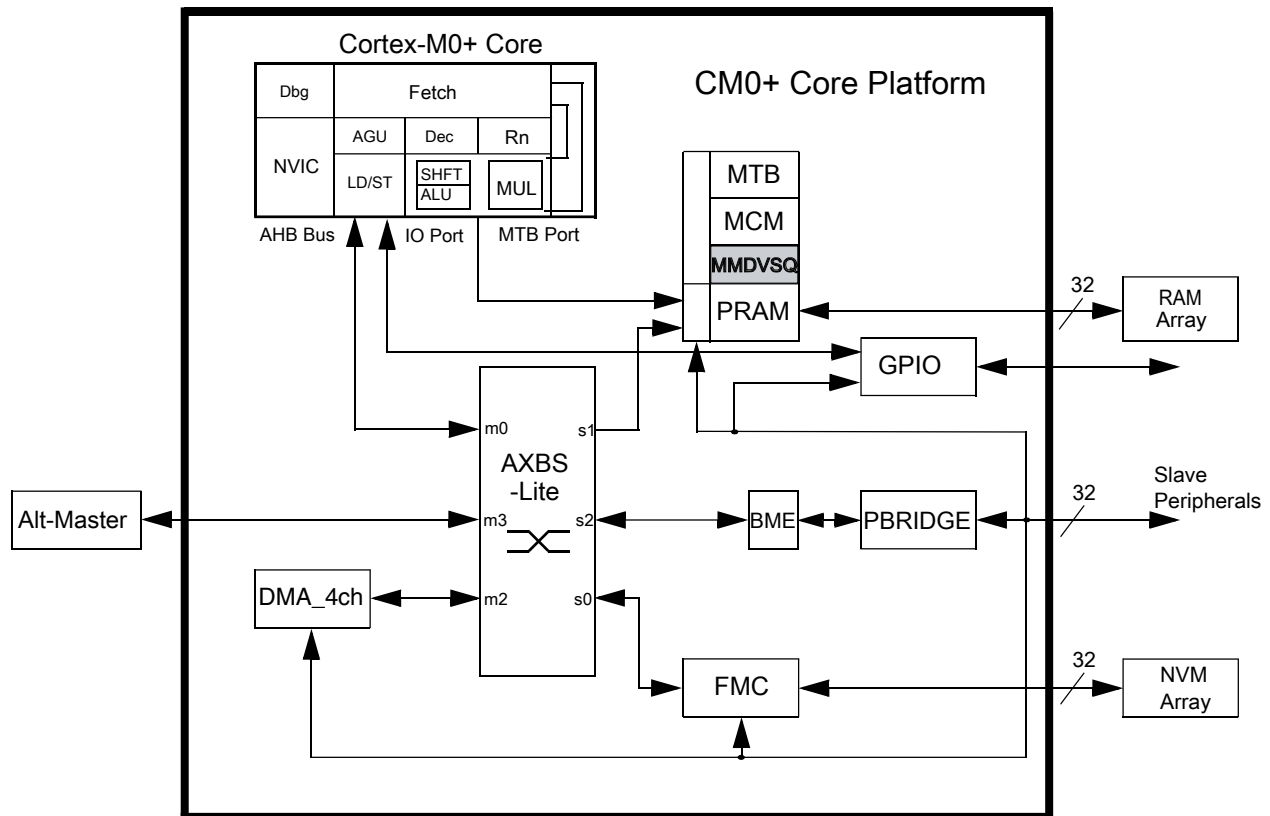 Cortex-M0+ Core
CM0+ Core Platform
Dbg
Fetch
AGU
Dec
Rn
NVIC
LD/ST
SHFT
ALU
MUL
AHB Bus
IO Port
MTB Port
MTB
MCM
MMDVSQ
PRAM
32
RAM
Array
GPIO
m0
s1
AXBS
-Lite
Alt-Master
m3
s2
BME
PBRIDGE
32
Slave
Peripherals
DMA_4ch
m2
s0
FMC
32
NVM
Array